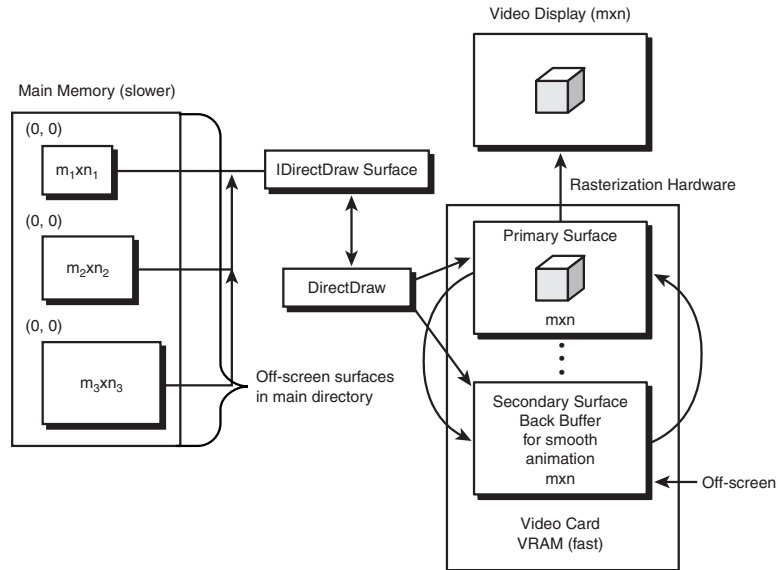 Video Display (mxn)
Main Memory (slower)
(0, 0)
m₁xn₁
IDirectDraw Surface
Rasterization Hardware
(0, 0)
m₂xn₂
DirectDraw
Primary Surface
mxn
(0, 0)
m₃xn₃
Off-screen surfaces
in main directory
Secondary Surface
Back Buffer
for smooth
animation
mxn
Off-screen
Video Card
VRAM (fast)